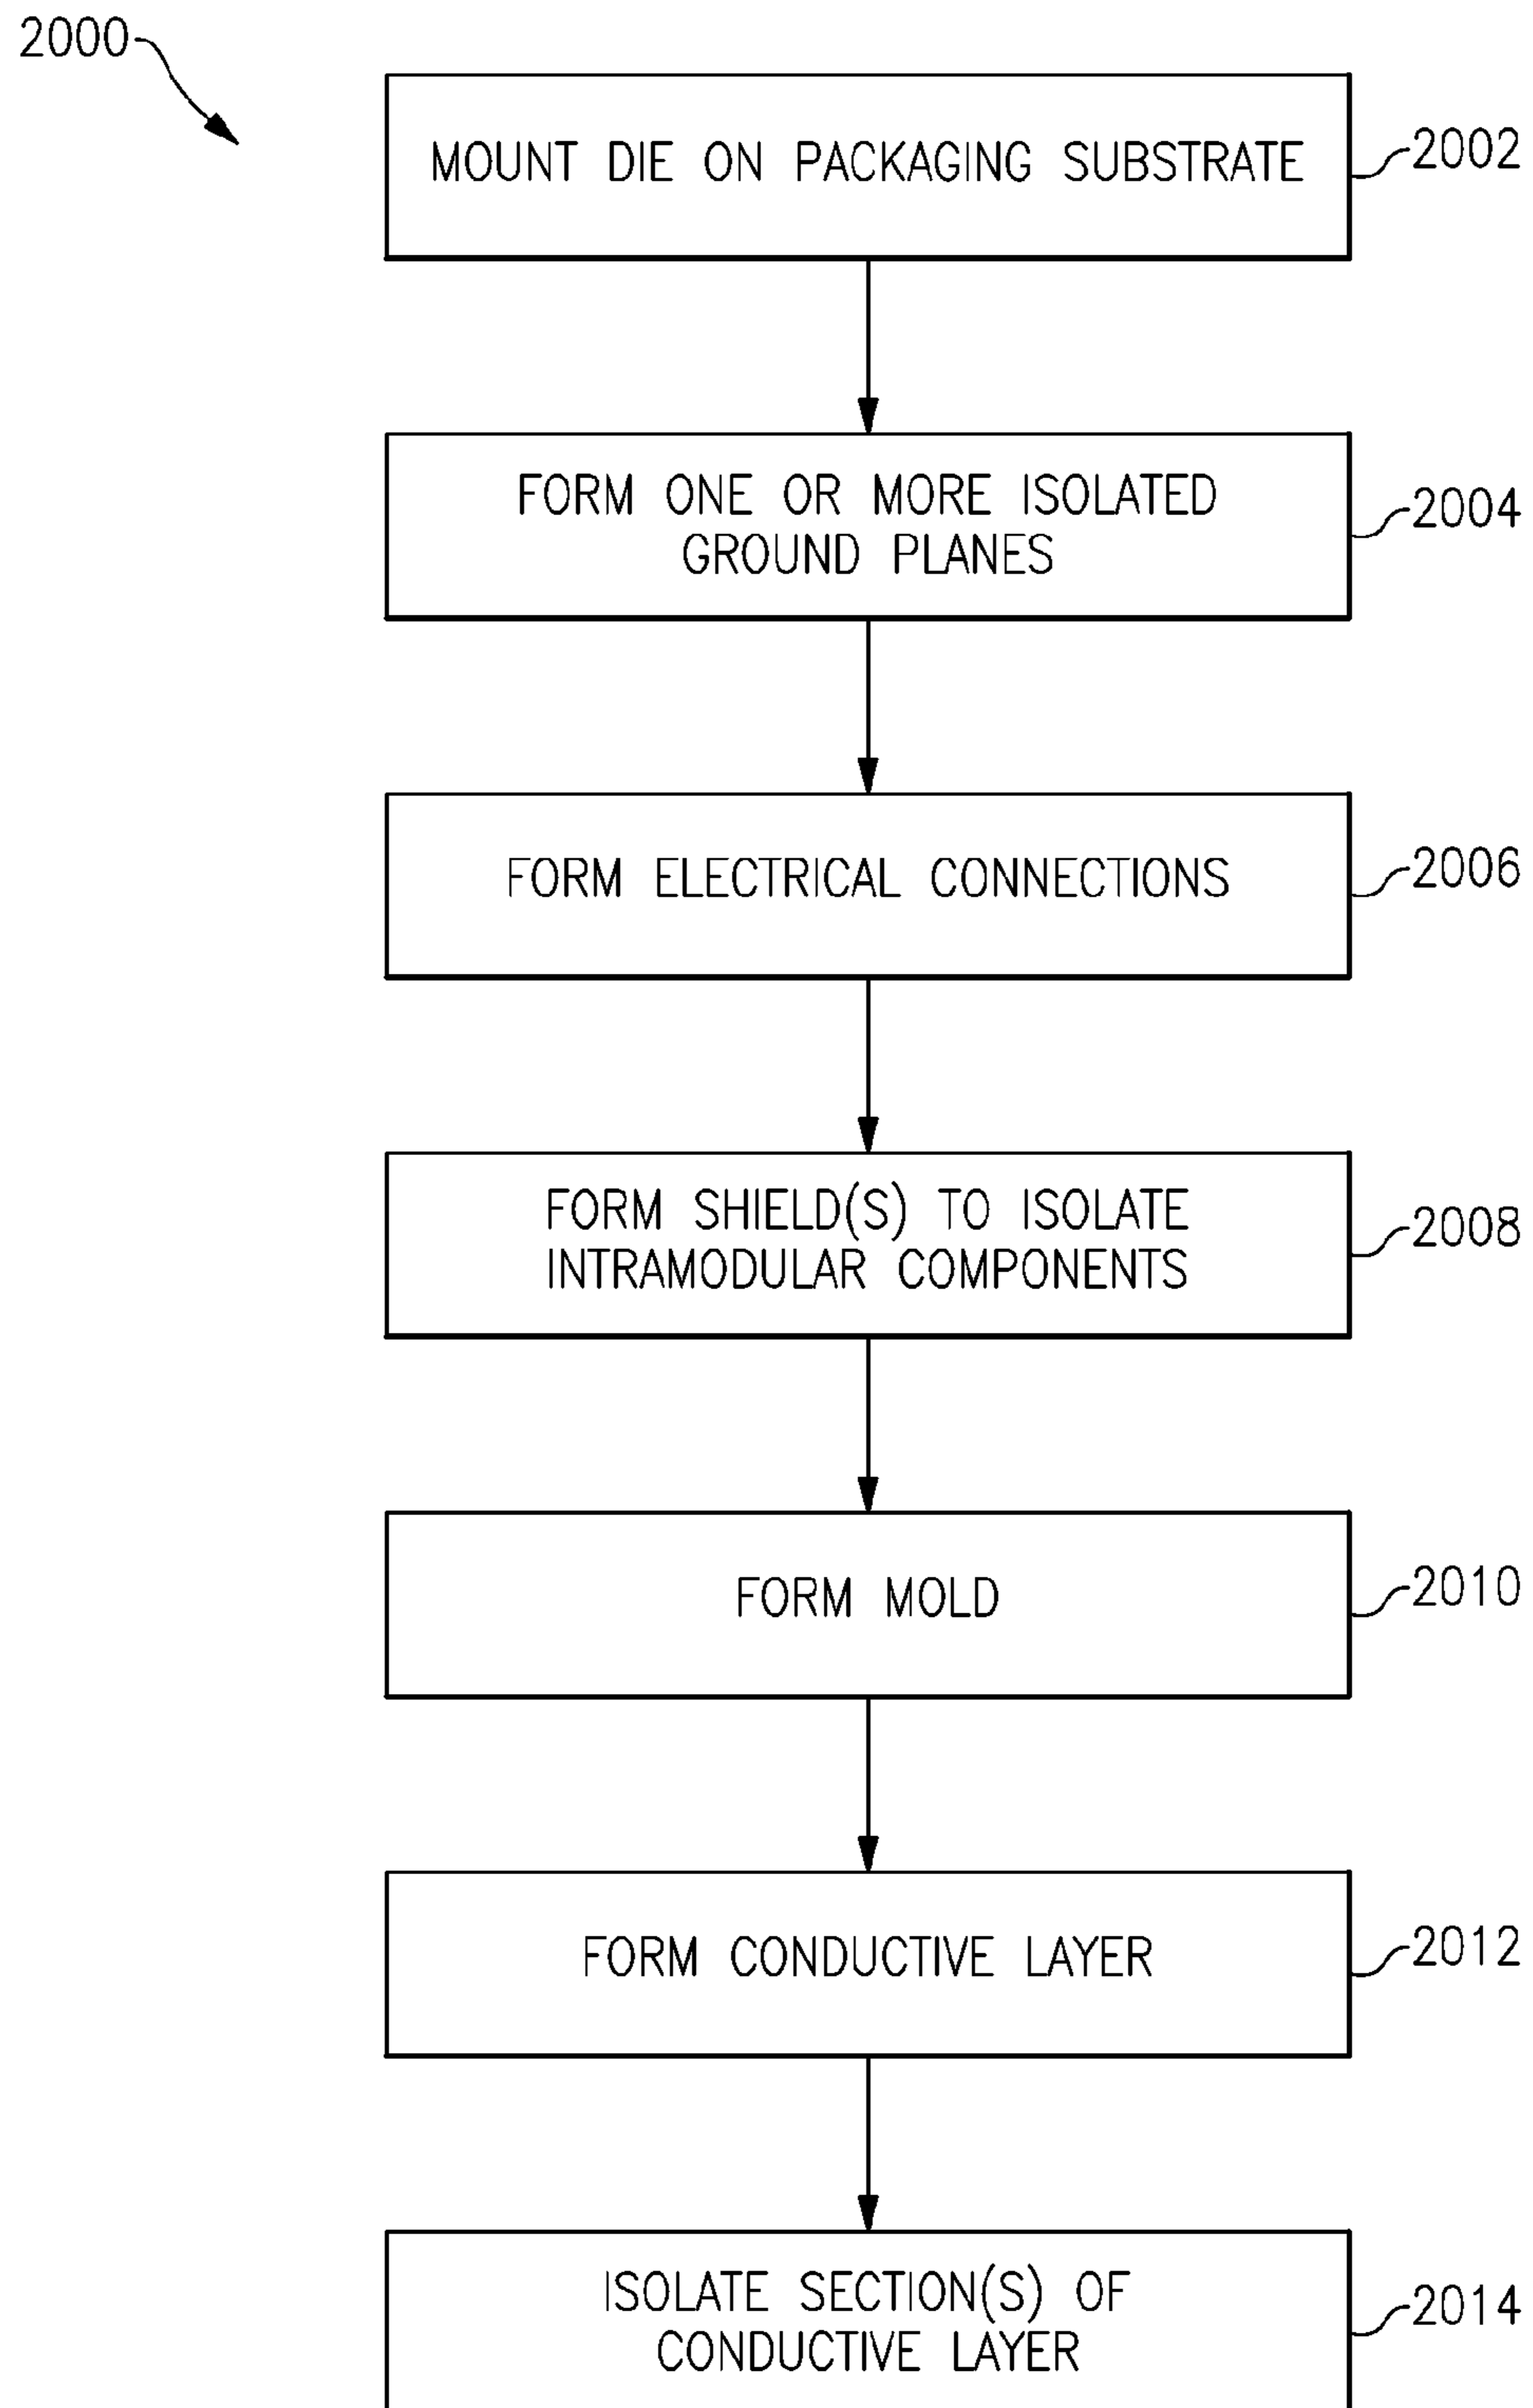 2000
MOUNT DIE ON PACKAGING SUBSTRATE
2002
FORM ONE OR MORE ISOLATED
GROUND PLANES
2004
FORM ELECTRICAL CONNECTIONS
2006
FORM SHIELD(S) TO ISOLATE
INTRAMODULAR COMPONENTS
2008
FORM MOLD
2010
FORM CONDUCTIVE LAYER
2012
ISOLATE SECTION(S) OF
CONDUCTIVE LAYER
2014